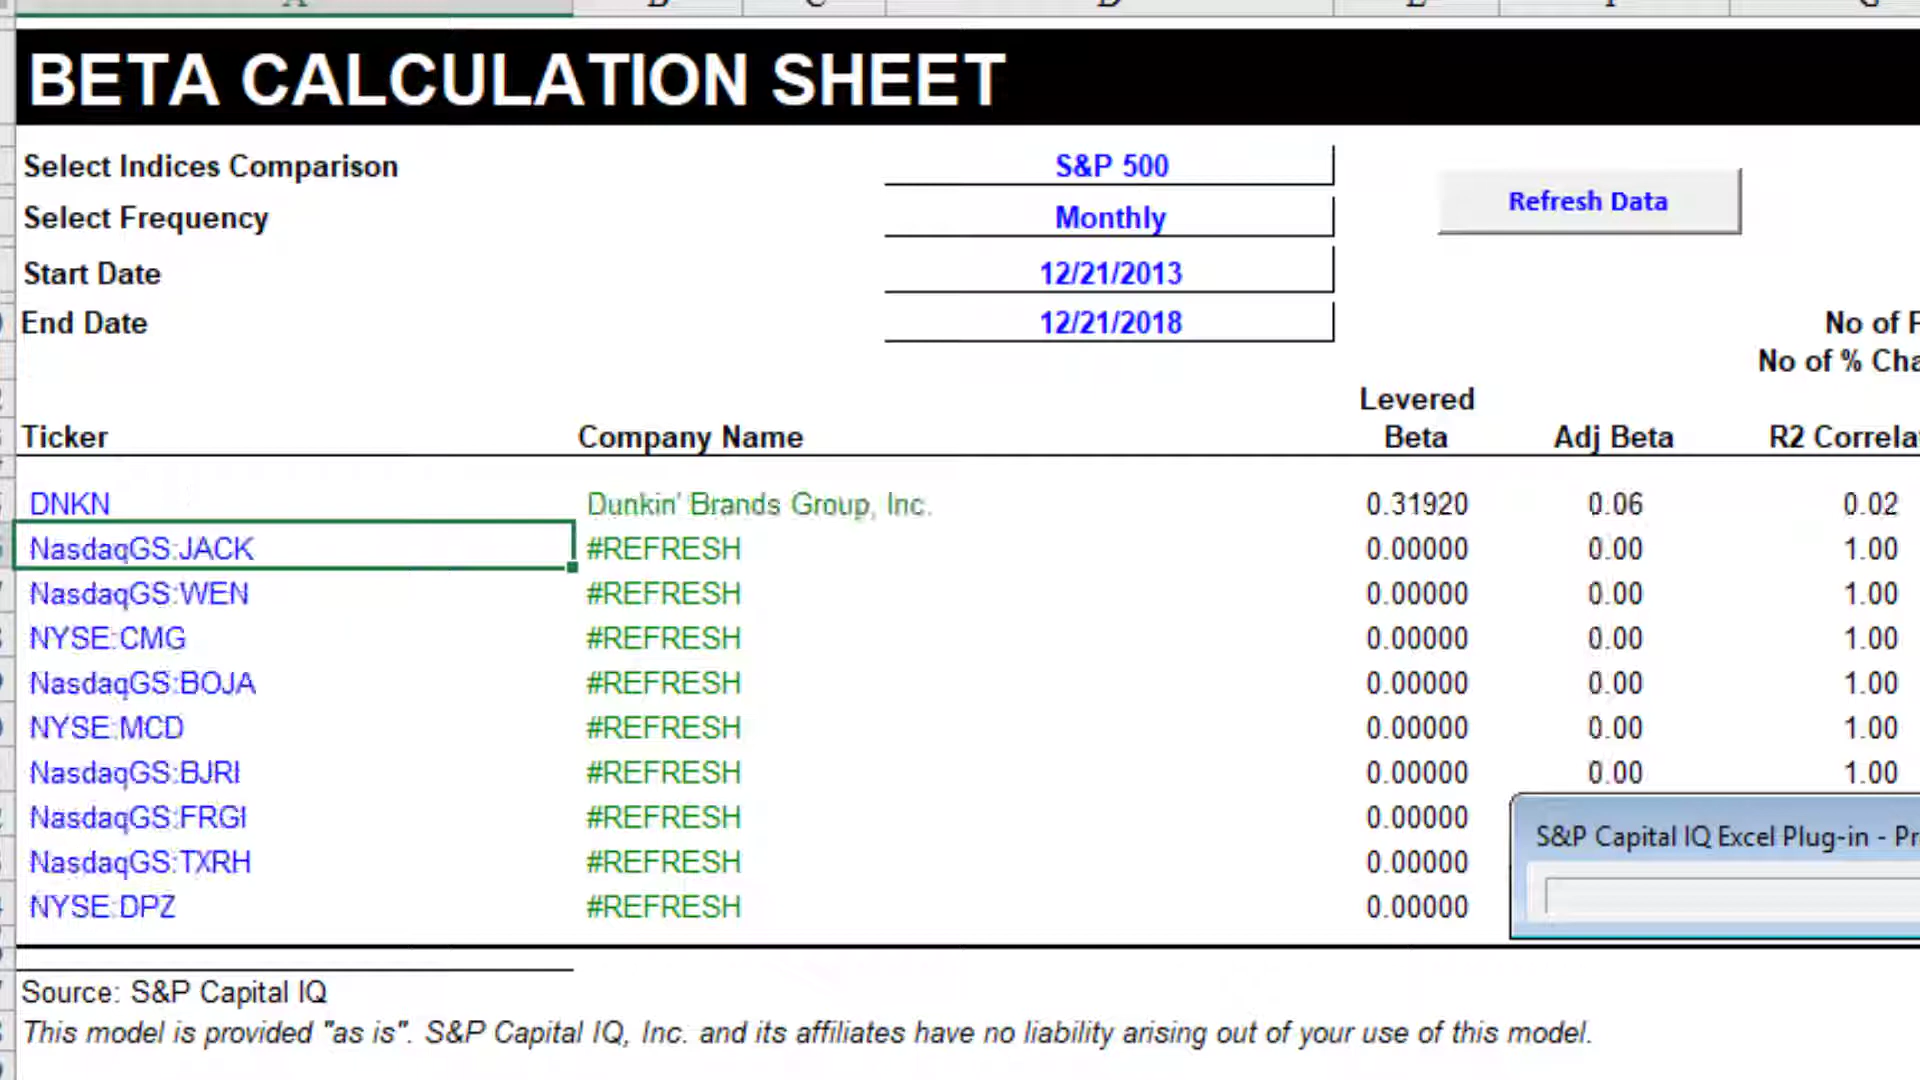 BETA CALCULATION SHEET
Select Indices Comparison S&P 500
Refresh Data
Select Frequency Monthly
Start Date 12/21/2013
End Date 12/21/2018
No of
No of %
Levered
Ticker Company Name Beta Adj Beta R2
DNKN Dunkin' Brands Group, Inc. 0.31920 0.06 0.02
NasdaqGS:JACK #REFRESH 0.00000 0.00 1.00
NasdaqGS:WEN #REFRESH 0.00000 0.00 1.00
NYSE:CMG #REFRESH 0.00000 0.00 1.00
NasdaqGS:BOJA #REFRESH 0.00000 0.00 1.00
NYSE:MCD #REFRESH 0.00000 0.00 1.00
NasdaqGS:BJRI #REFRESH 0.00000 0.00 1.00
NasdaqGS:FRGI #REFRESH 0.00000
S&P Capital IQ Excel Plug-in -
NasdaqGS:TXRH #REFRESH 0.00000
NYSE:DPZ #REFRESH 0.00000
Source: S&P Capital IQ
This model is provided "as is". S&P Capital IQ, Inc. and its affiliates have no liability arising out of your use of this model.